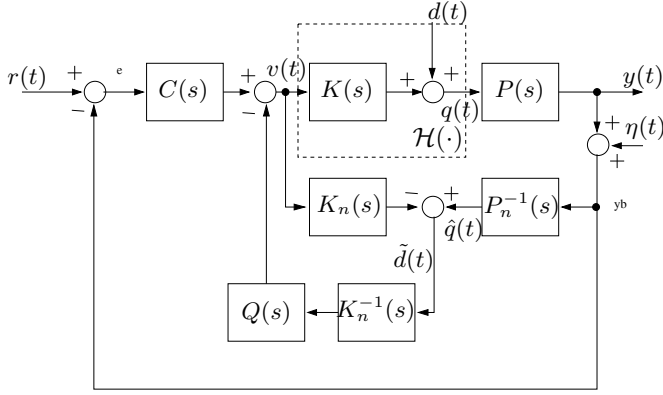 d(t)
r(t) + − e C(s) + − v(t) K(s) + + q(t) P(s) y(t)
H(·)
+ + η(t)
K_n(s) − + q̂(t) P_n^{-1}(s) yb
d̃(t)
Q(s) K_n^{-1}(s)